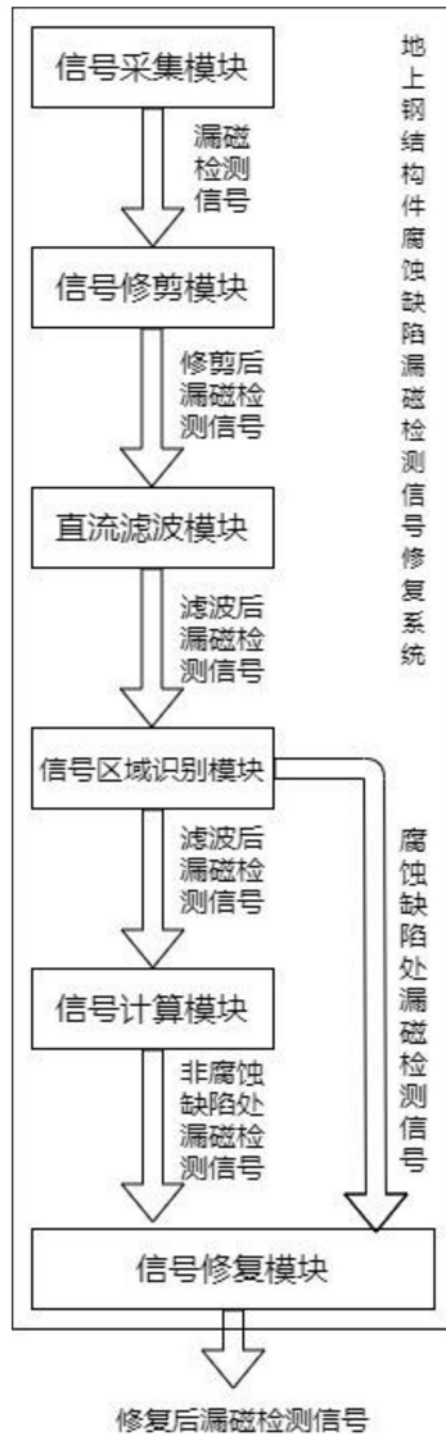 信号采集模块
漏磁
检测
信号
信号修剪模块
修剪后
漏磁检
测信号
直流滤波模块
滤波后
漏磁检
测信号
信号区域识别模块
滤波后
漏磁检
测信号
信号计算模块
非腐蚀
缺陷处
漏磁检
测信号
腐蚀缺陷处漏磁检测信号
信号修复模块
修复后漏磁检测信号
地上钢结构件腐蚀缺陷漏磁检测信号修复系统